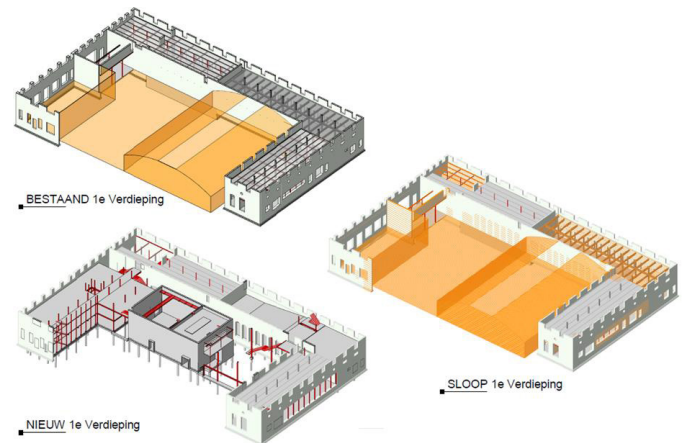 BESTAAND 1e Verdieping
SLOOP 1e Verdieping
NIEUW 1e Verdieping